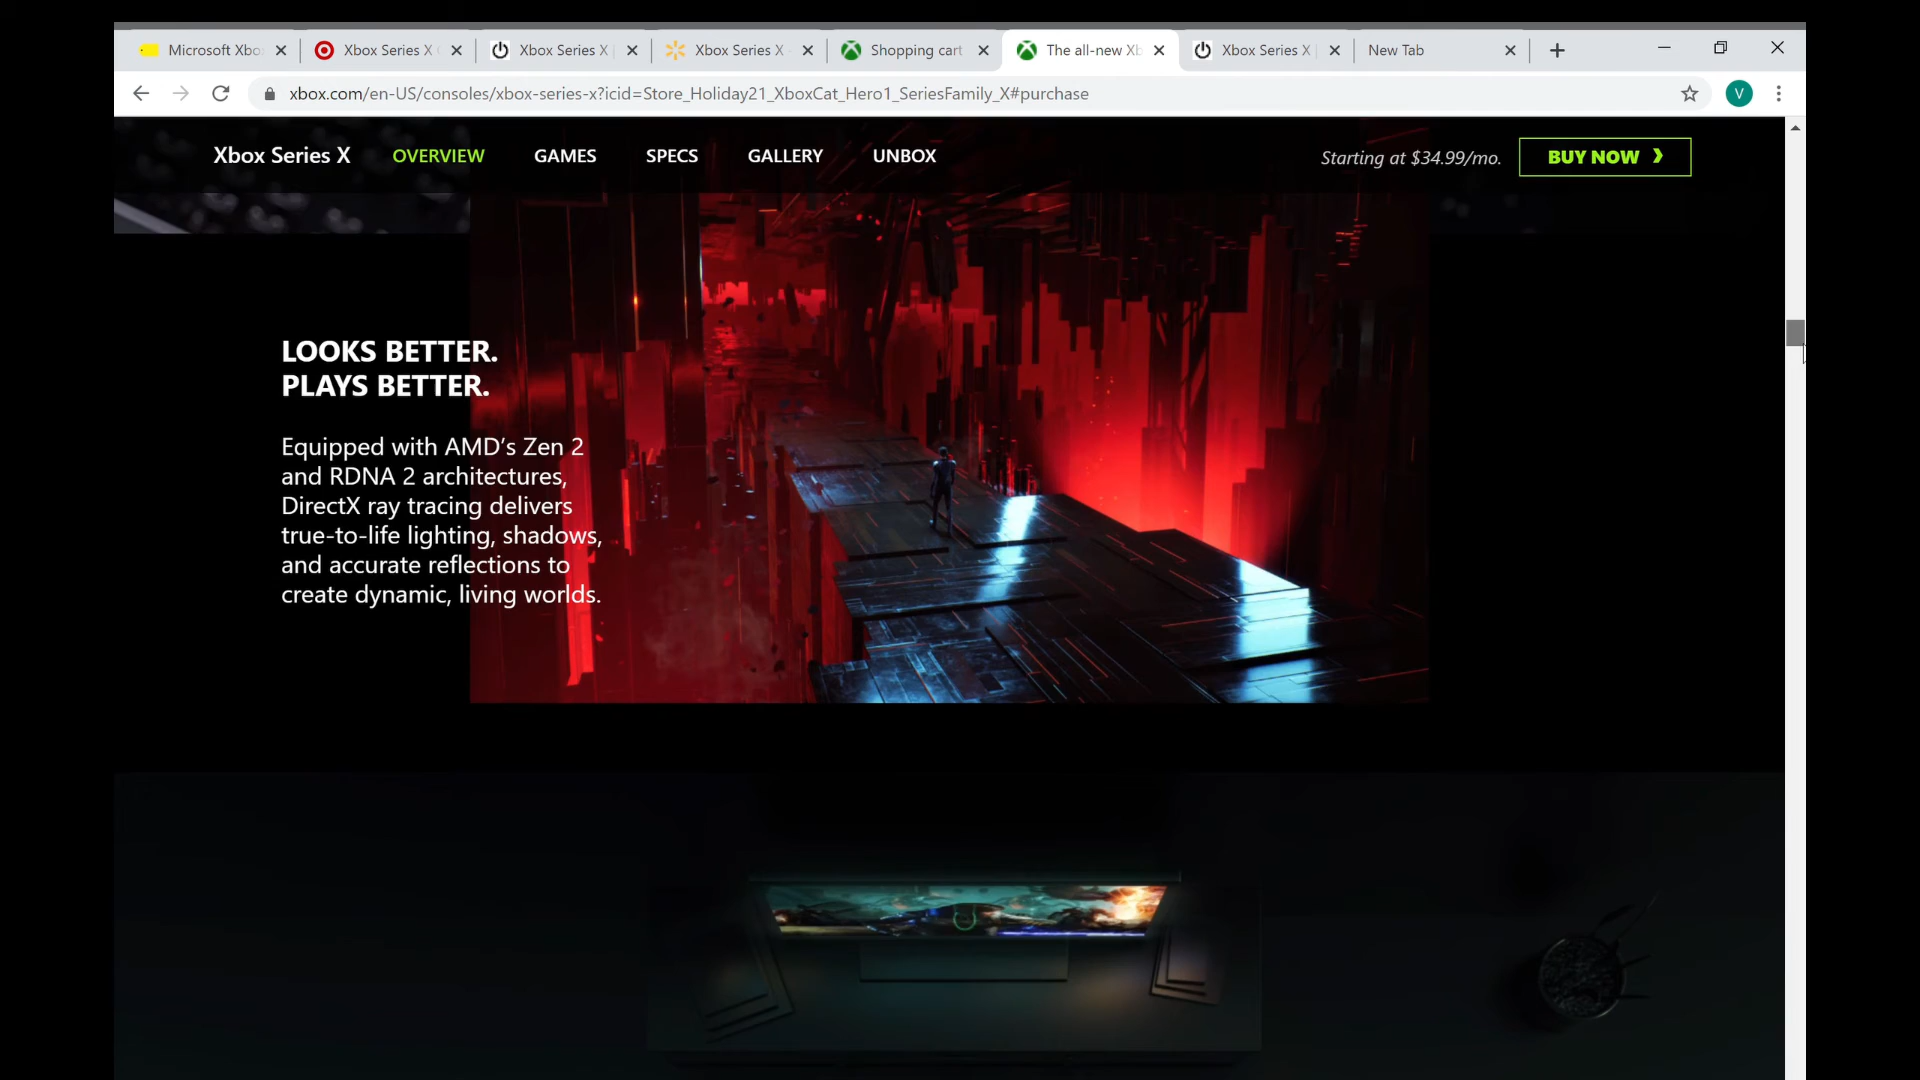 Microsoft Xbo
Xbox Series X
Xbox Series X
Xbox Series X
Shopping cart
The all-new Xb
Xbox Series X
New Tab
xbox.com/en-US/consoles/xbox-series-x?icid=Store_Holiday21_XboxCat_Hero1_SeriesFamily_X#purchase
V
Xbox Series X
OVERVIEW
GAMES
SPECS
GALLERY
UNBOX
Starting at $34.99/mo.
BUY NOW
LOOKS BETTER.
PLAYS BETTER.
Equipped with AMD’s Zen 2
and RDNA 2 architectures,
DirectX ray tracing delivers
true-to-life lighting, shadows,
and accurate reflections to
create dynamic, living worlds.